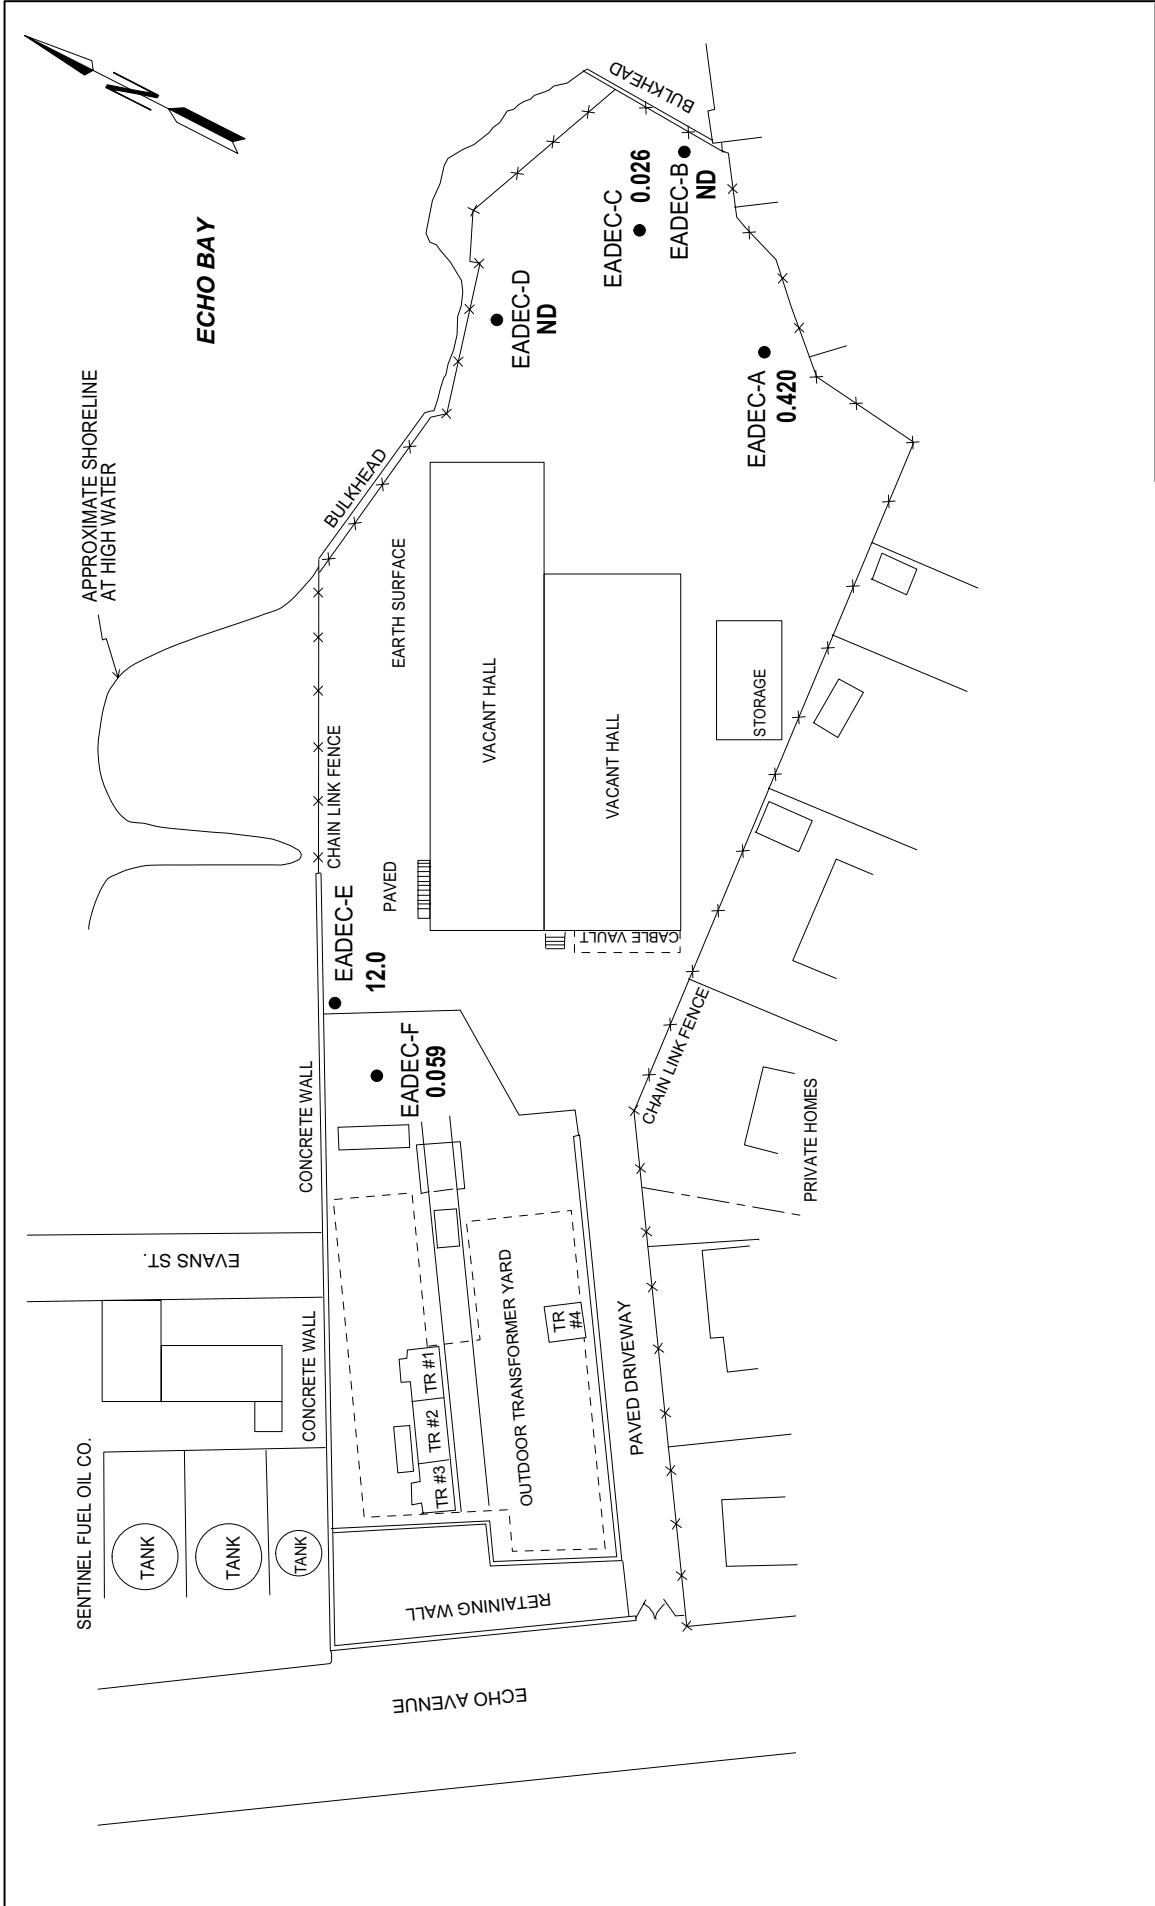 N
ECHO BAY
APPROXIMATE SHORELINE
AT HIGH WATER
BULKHEAD
BULKHEAD
EADEC-C
0.026
EADEC-B
ND
EADEC-D
ND
EADEC-A
0.420
EARTH SURFACE
VACANT HALL
VACANT HALL
STORAGE
CHAIN LINK FENCE
PAVED
CABLE VAULT
EADEC-E
12.0
EADEC-F
0.059
CONCRETE WALL
CHAIN LINK FENCE
PRIVATE HOMES
EVANS ST.
CONCRETE WALL
SENTINEL FUEL OIL CO.
TANK
TANK
TANK
TR #1
TR #2
TR #3
OUTDOOR TRANSFORMER YARD
TR
#4
PAVED DRIVEWAY
RETAINING WALL
ECHO AVENUE